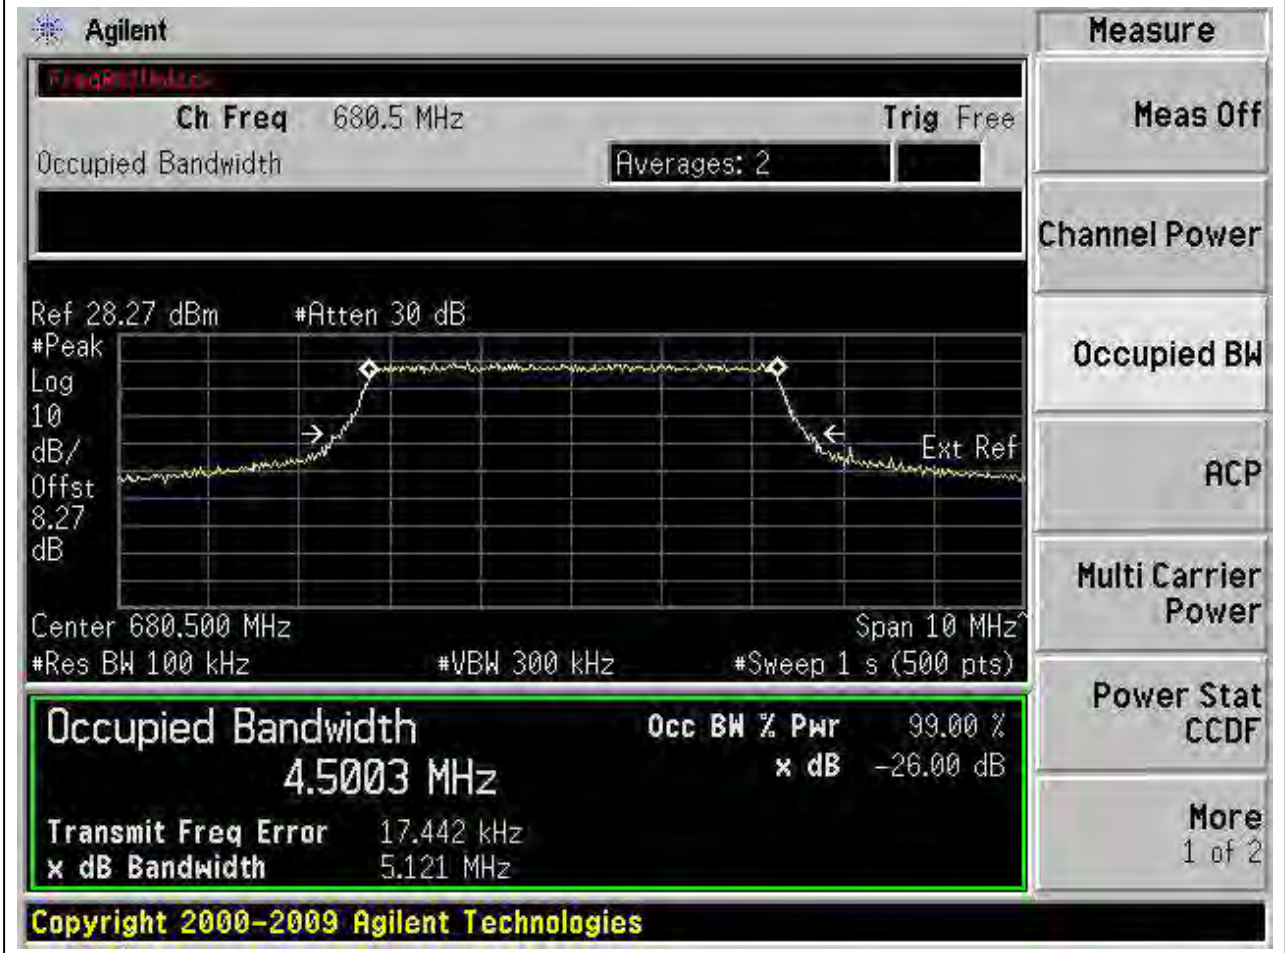 Agilent
Measure
Ch Freq 680.5 MHz Trig Free
Occupied Bandwidth Averages: 2
Meas Off
Channel Power
Occupied BW
ACP
Multi Carrier
Power
Power Stat
CCDF
More
1 of 2
Ref 28.27 dBm #Atten 30 dB
#Peak
Log
10
dB/
Offst
8.27
dB
Ext Ref
Center 680.500 MHz Span 10 MHz^
#Res BW 100 kHz #VBW 300 kHz #Sweep 1 s (500 pts)
Occupied Bandwidth
4.5003 MHz
Occ BW % Pwr 99.00 %
x dB -26.00 dB
Transmit Freq Error 17.442 kHz
x dB Bandwidth 5.121 MHz
Copyright 2000-2009 Agilent Technologies